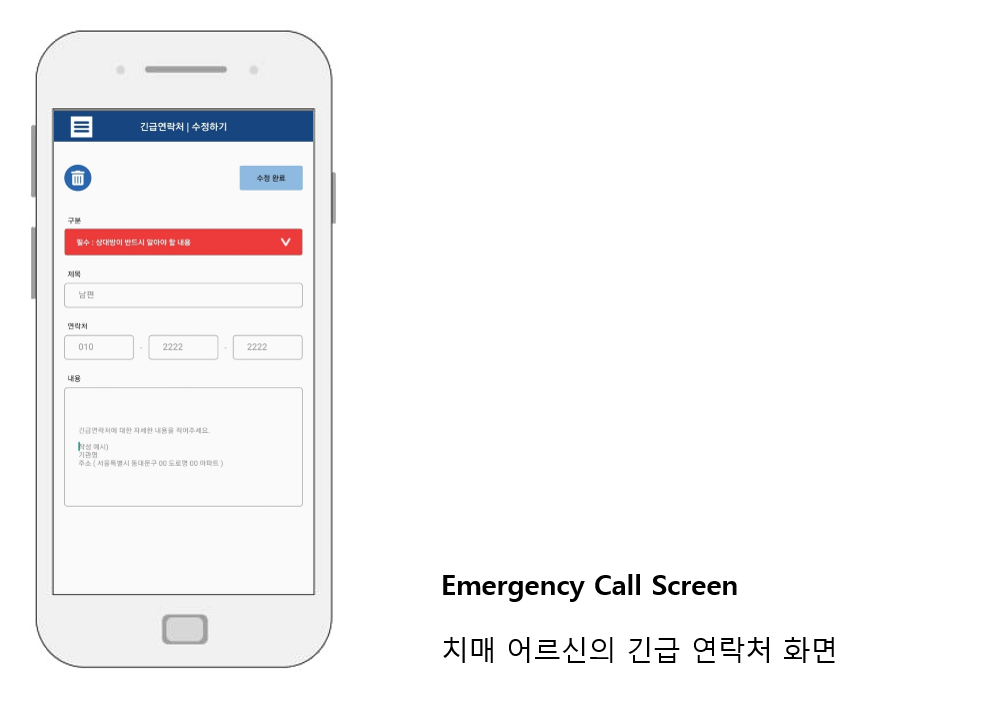 긴급연락처 | 수정하기
수정 완료
구분
필수 : 상대방이 반드시 알아야 할 내용
제목
남편
연락처
010 - 2222 - 2222
내용
긴급연락처에 대한 자세한 내용을 적어주세요.
작성 예시)
기관명
주소 ( 서울특별시 동대문구 00 도로명 00 아파트 )
Emergency Call Screen
치매 어르신의 긴급 연락처 화면